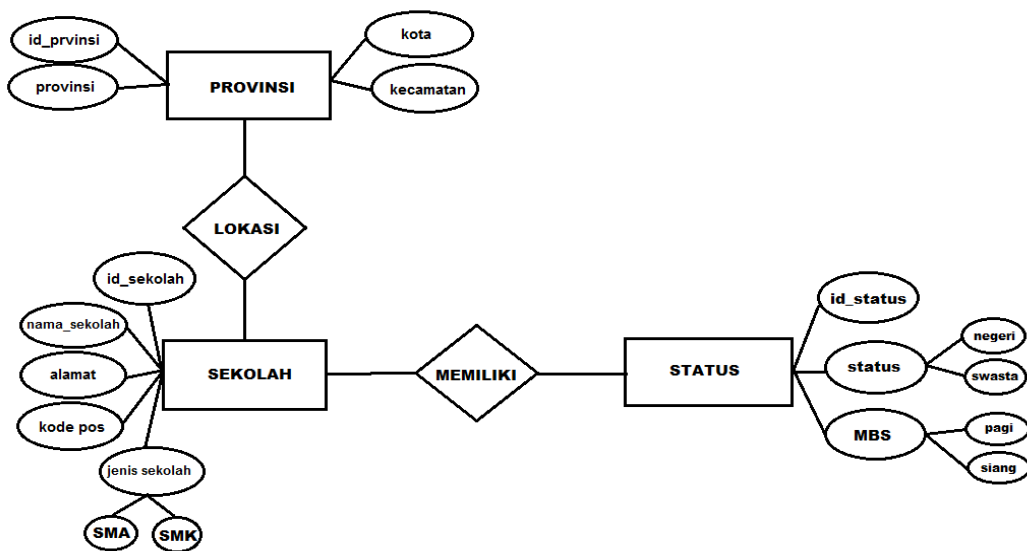 id_prvinsi
provinsi
PROVINSI
kota
kecamatan
LOKASI
id_sekolah
nama_sekolah
alamat
kode pos
jenis sekolah
SMA
SMK
SEKOLAH
MEMILIKI
STATUS
id_status
status
negeri
swasta
MBS
pagi
siang